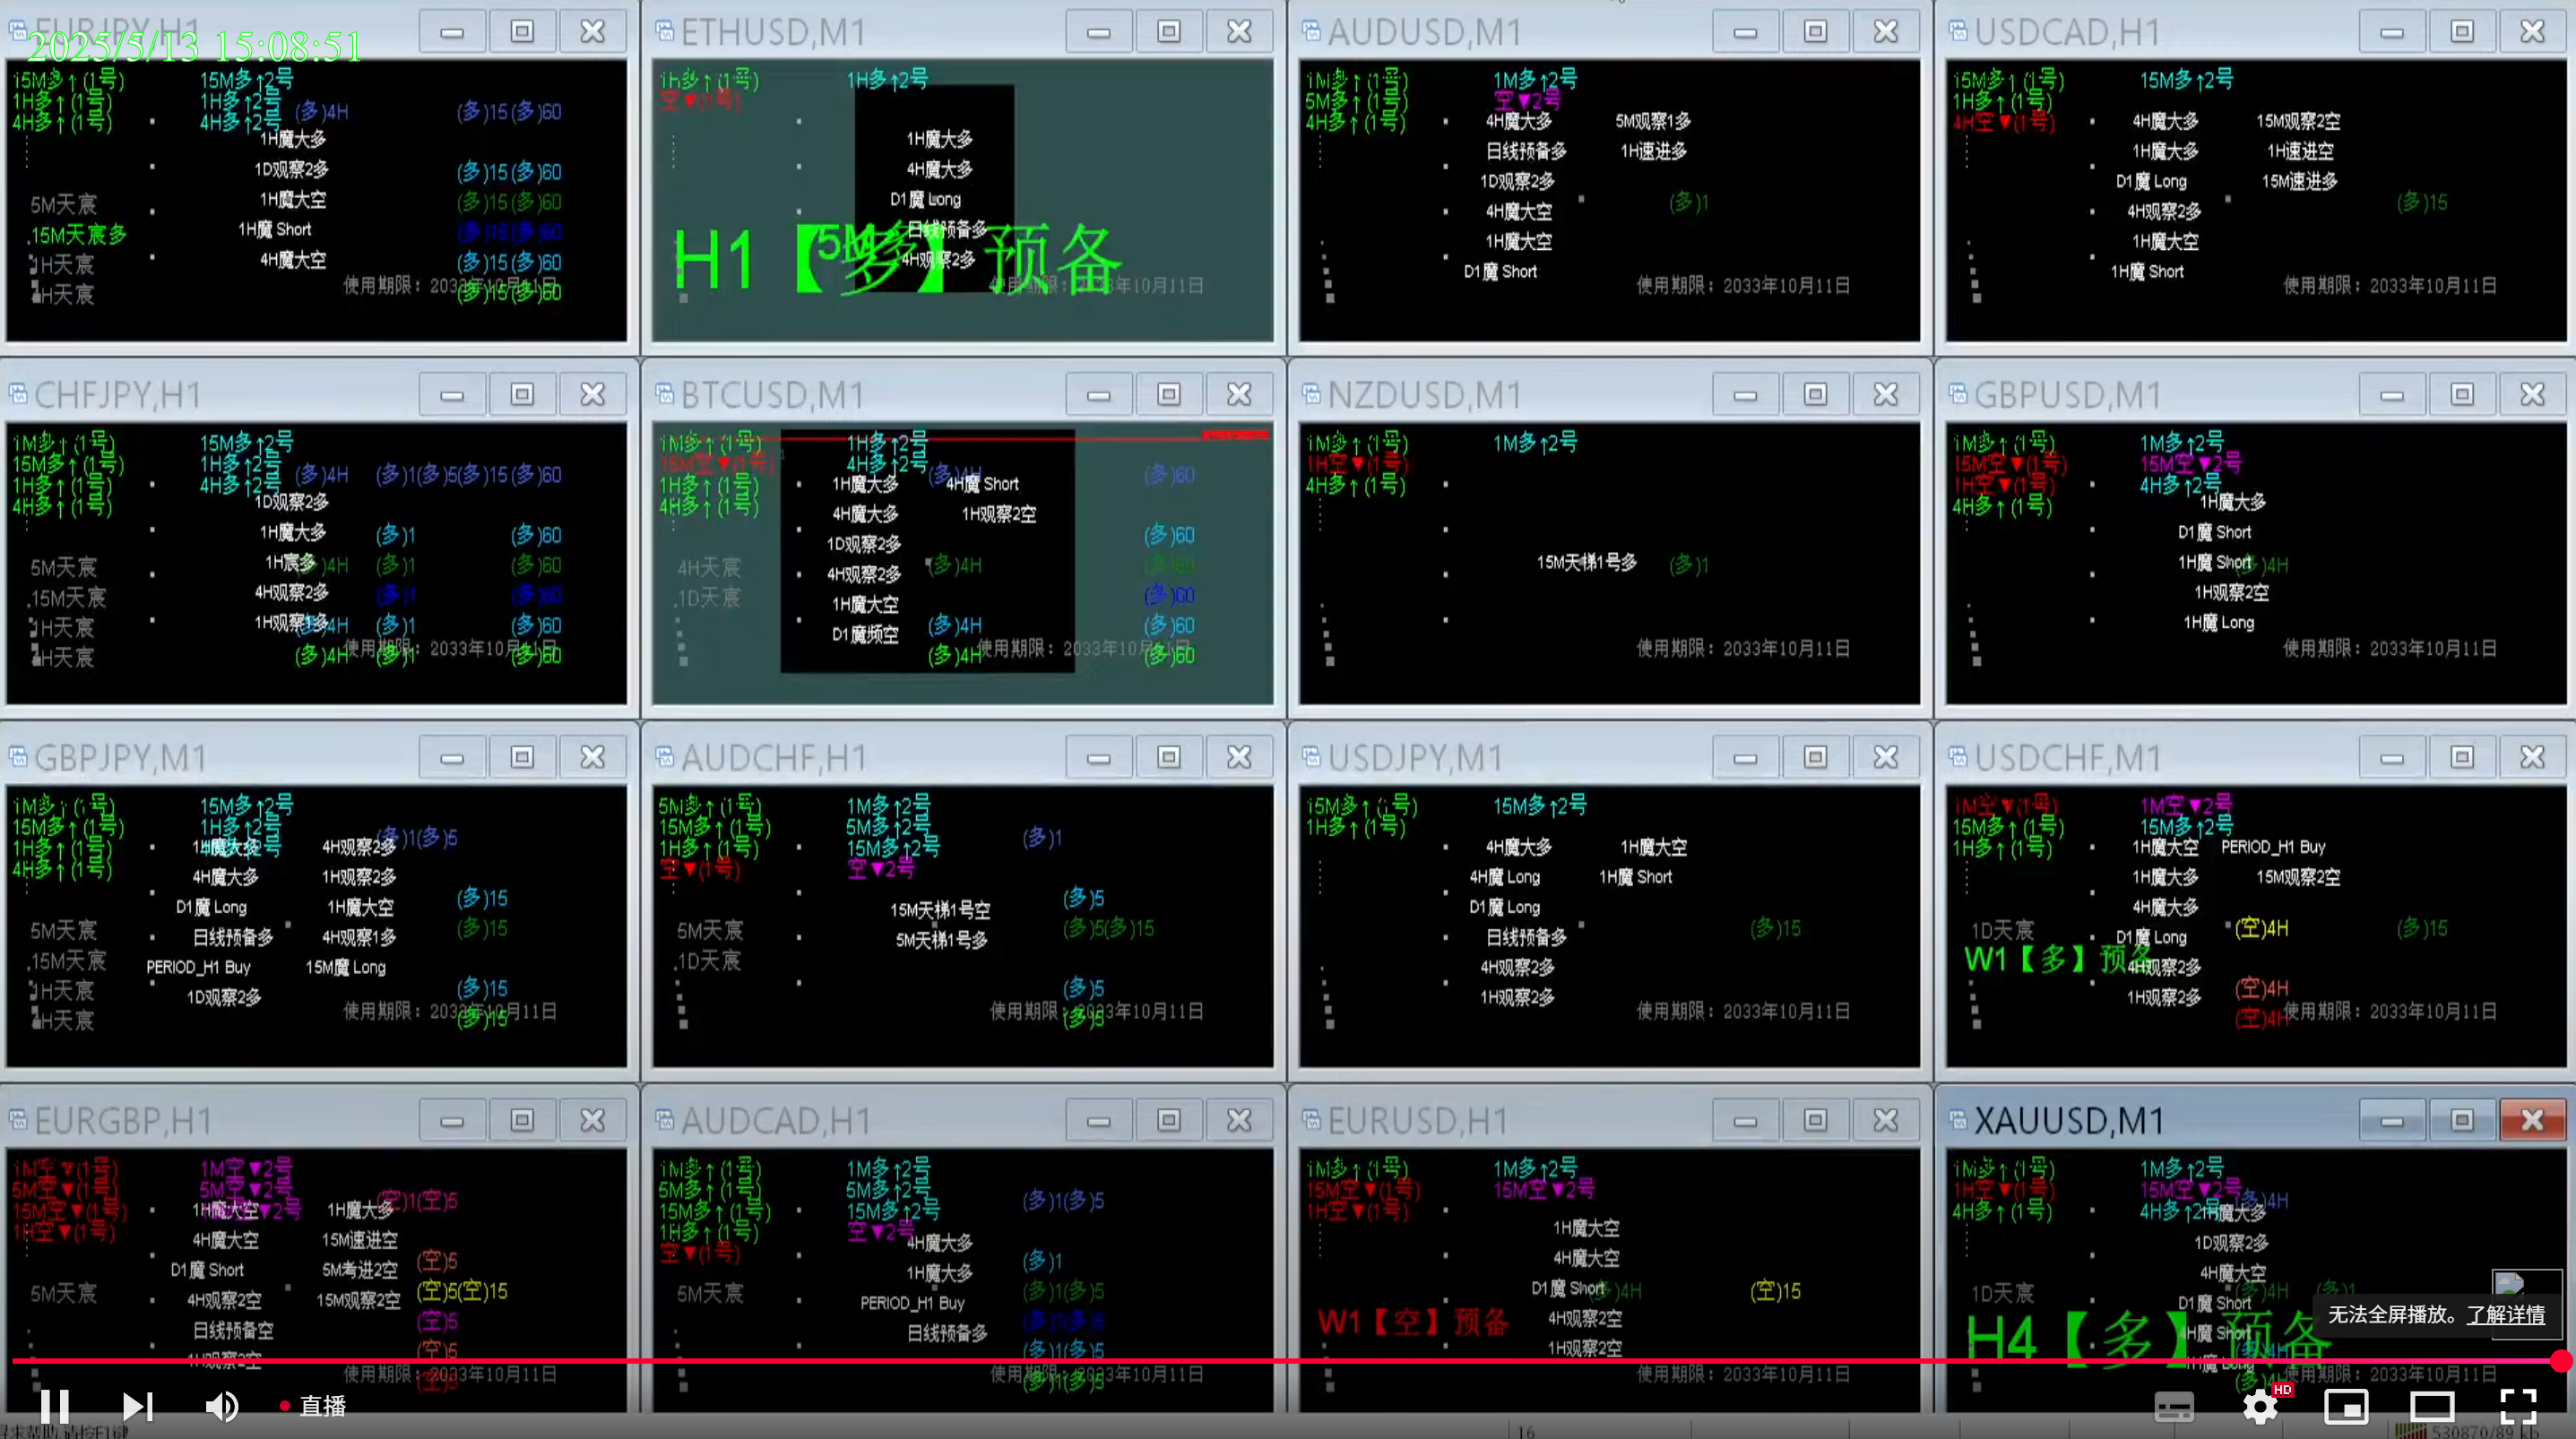 EURJPY,H1
2025/5/13 15:08:51
15M多↑(1号) 15M多↑2号
1H多↑(1号) 1H多↑2号 (多)4H (多)15(多)60
4H多↑(1号) 4H多↑2号
1H魔大多
1D观察2多 (多)15(多)60
5M天宸 1H魔大空 (多)15(多)60
15M天宸多 1H魔 Short (多)15(多)60
1H天宸 4H魔大空 (多)15(多)60
4H天宸 使用期限：2033年10月11日 (多)15(多)60
ETHUSD,M1
1H多↑(1号) 1H多↑2号
空▼(1号)
1H魔大多
4H魔大多
D1魔 Long
日线预备多
4H观察2多
H1【多】预备
使用期限：2033年10月11日
AUDUSD,M1
1M多↑(1号) 1M多↑2号
5M多↑(1号) 空▼2号
4H多↑(1号) 4H魔大多 5M观察1多
日线预备多 1H速进多
1D观察2多
4H魔大空 (多)1
1H魔大空
D1魔 Short
使用期限：2033年10月11日
USDCAD,H1
15M多↑(1号) 15M多↑2号
1H多↑(1号)
4H空▼(1号) 4H魔大多 15M观察2空
1H魔大多 1H速进空
D1魔 Long 15M速进多
4H观察2多 (多)15
1H魔大空
1H魔 Short
使用期限：2033年10月11日
CHFJPY,H1
1M多↑(1号) 15M多↑2号
15M多↑(1号) 1H多↑2号 (多)4H (多)1(多)5(多)15(多)60
1H多↑(1号) 4H多↑2号
4H多↑(1号) 1D观察2多
1H魔大多 (多)1 (多)60
5M天宸 1H宸多 )4H (多)1 (多)60
15M天宸 4H观察2多 (多)1 (多)60
1H天宸 1H观察1多 4H (多)1 (多)60
4H天宸 (多)4H (多)1 (多)60
使用期限：2033年10月11日
BTCUSD,M1
1M多↑(1号) 1H多↑2号
15M空▼(1号) 4H多↑2号 (多)4H (多)60
1H多↑(1号) 1H魔大多 4H魔 Short
4H多↑(1号) 4H魔大多 1H观察2空
1D观察2多 (多)60
4H天宸 4H观察2多 (多)4H (多)60
1D天宸 1H魔大空 (多)60
D1魔频空 (多)4H (多)60
(多)4H 使用期限：2033年10月11日 (多)60
NZDUSD,M1
1M多↑(1号) 1M多↑2号
1H空▼(1号)
4H多↑(1号)
15M天梯1号多 (多)1
使用期限：2033年10月11日
GBPUSD,M1
1M多↑(1号) 1M多↑2号
15M空▼(1号) 15M空▼2号
1H空▼(1号) 4H多↑2号
4H多↑(1号) 1H魔大多
D1魔 Short
1H魔 Short )4H
1H观察2空
1H魔 Long
使用期限：2033年10月11日
GBPJPY,M1
1M多↑(1号) 15M多↑2号
15M多↑(1号) 1H多↑2号 (多)1(多)5
1H多↑(1号) 1H魔大多 4H观察2多
4H多↑(1号) 4H魔大多 1H观察2多
D1魔 Long 1H魔大空 (多)15
5M天宸 日线预备多 4H观察1多 (多)15
15M天宸 PERIOD_H1 Buy 15M魔 Long
1H天宸 1D观察2多 (多)15
4H天宸 使用期限：2033年10月11日 (多)15
AUDCHF,H1
5M多↑(1号) 1M多↑2号
15M多↑(1号) 5M多↑2号 (多)1
1H多↑(1号) 15M多↑2号
空▼(1号) 空▼2号
15M天梯1号空 (多)5
5M天宸 5M天梯1号多 (多)5(多)15
1D天宸
(多)5
使用期限：2033年10月11日 (多)5
USDJPY,M1
15M多↑(1号) 15M多↑2号
1H多↑(1号) 4H魔大多 1H魔大空
4H魔 Long 1H魔 Short
D1魔 Long
日线预备多 (多)15
4H观察2多
1H观察2多
使用期限：2033年10月11日
USDCHF,M1
1M空▼(1号) 1M空▼2号
15M多↑(1号) 15M多↑2号
1H多↑(1号) 1H魔大空 PERIOD_H1 Buy
1H魔大多 15M观察2空
4H魔大多
1D天宸 D1魔 Long (空)4H (多)15
W1【多】预备 4H观察2多
1H观察2多 (空)4H
(空)4H 使用期限：2033年10月11日
EURGBP,H1
1M空▼(1号) 1M空▼2号
5M空▼(1号) 5M空▼2号 (空)1(空)5
15M空▼(1号) 1H魔大空 ▼2号 1H魔大多
1H空▼(1号) 4H魔大空 15M速进空
D1魔 Short 5M考进2空 (空)5
5M天宸 4H观察2空 15M观察2空 (空)5(空)15
日线预备空 (空)5
1H观察2空 (空)5
使用期限：2033年10月11日
AUDCAD,H1
1M多↑(1号) 1M多↑2号
5M多↑(1号) 5M多↑2号 (多)1(多)5
15M多↑(1号) 15M多↑2号
1H多↑(1号) 空▼2号 4H魔大多
空▼(1号) 1H魔大多 (多)1
5M天宸 PERIOD_H1 Buy (多)1(多)5
日线预备多 (多)1(多)5
(多)1(多)5
使用期限：2033年10月11日 (多)1(多)5
EURUSD,H1
1M多↑(1号) 1M多↑2号
15M空▼(1号) 15M空▼2号
1H空▼(1号) 1H魔大空
4H魔大空
D1魔 Short )4H (空)15
W1【空】预备 4H观察2空
1H观察2空
使用期限：2033年10月11日
XAUUSD,M1
1M多↑(1号) 1M多↑2号
1H空▼(1号) 15M空▼2号 (多)4H
4H多↑(1号) 4H多↑2号 1H魔大多
1D观察2多
4H魔大空
1D天宸 D1魔 Short (多)4H (多)1
H4【多】预备 4H魔 Short
使用期限：2033年10月11日
无法全屏播放。了解详情
直播
HD
16
530870/89 kb